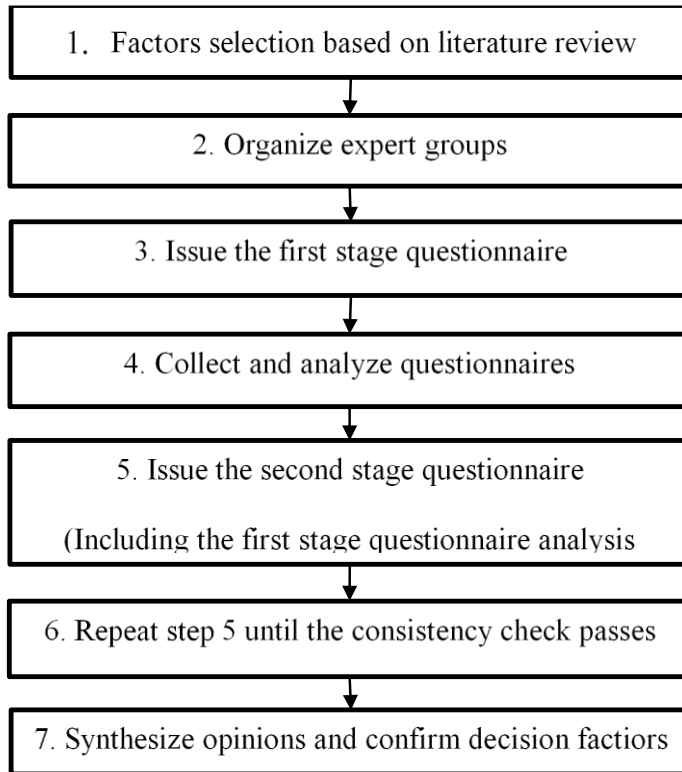 1. Factors selection based on literature review
2. Organize expert groups
3. Issue the first stage questionnaire
4. Collect and analyze questionnaires
5. Issue the second stage questionnaire
(Including the first stage questionnaire analysis
6. Repeat step 5 until the consistency check passes
7. Synthesize opinions and confirm decision factiors